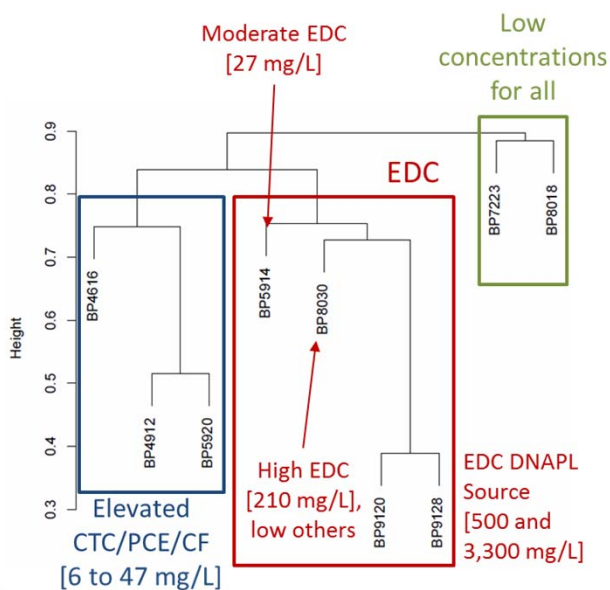 Moderate EDC
[27 mg/L]
Low
concentrations
for all
EDC
0.9
0.8
0.7
0.6
0.5
0.4
0.3
Height
BP4616
BP4912
BP5920
BP5914
BP8030
BP9120
BP9128
BP7223
BP8018
High EDC
[210 mg/L],
low others
EDC DNAPL
Source
[500 and
3,300 mg/L]
Elevated
CTC/PCE/CF
[6 to 47 mg/L]